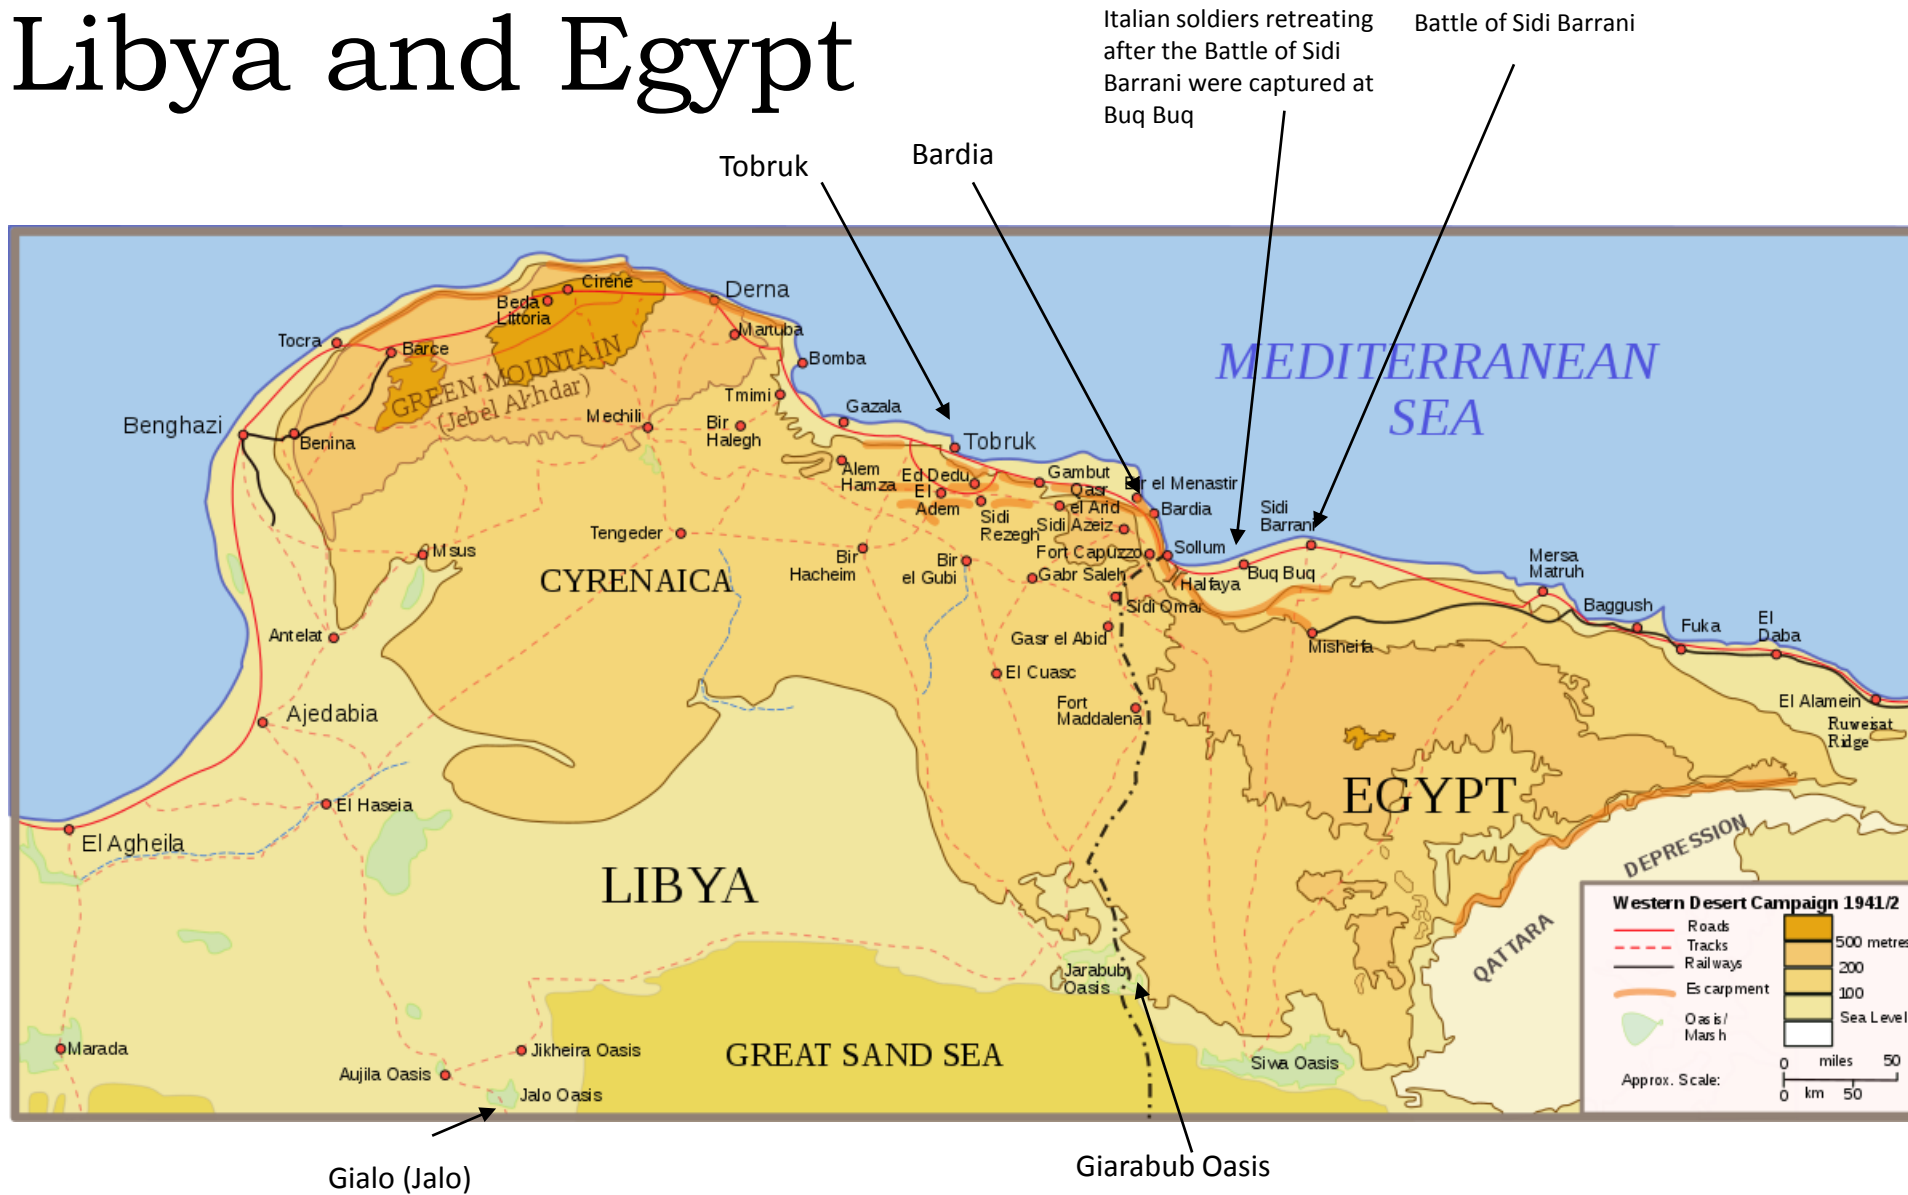 Libya and Egypt
Italian soldiers retreating
after the Battle of Sidi
Barrani were captured at
Buq Buq
Battle of Sidi Barrani
Tobruk
Bardia
Cirene
Beda
Littoria
Derna
Martuba
Tocra
Barce
Bomba
GREEN MOUNTAIN
(Jebel Akhdar)
MEDITERRANEAN
SEA
Tmimi
Gazala
Benghazi
Benina
Mechili
Bir
Halegh
Tobruk
Alem
Hamza
Ed Dedu
El
Adem
Gambut
Qasr
el Arid
Bir el Menastir
Bardia
Sidi
Rezegh
Sidi Azeiz
Sidi
Barrani
Tengeder
Msus
CYRENAICA
Bir
Hacheim
Bir
el Gubi
Fort Capuzzo
Sollum
Gabr Saleh
Halfaya
Buq Buq
Mersa
Matruh
Sidi Omar
Baggush
Fuka
El
Daba
Antelat
Gasr el Abid
Misheifa
El Cuasc
Fort
Maddalena
El Alamein
Ruweisat
Ridge
Ajedabia
El Haseia
EGYPT
El Agheila
LIBYA
DEPRESSION
QATTARA
Jarabub
Oasis
Marada
Jikheira Oasis
Aujila Oasis
Jalo Oasis
GREAT SAND SEA
Siwa Oasis
Western Desert Campaign 1941/2
Roads
Tracks
Railways
Escarpment
Oasis/
Marsh
500 metres
200
100
Sea Level
Approx. Scale:
0 miles 50
0 km 50
Gialo (Jalo)
Giarabub Oasis